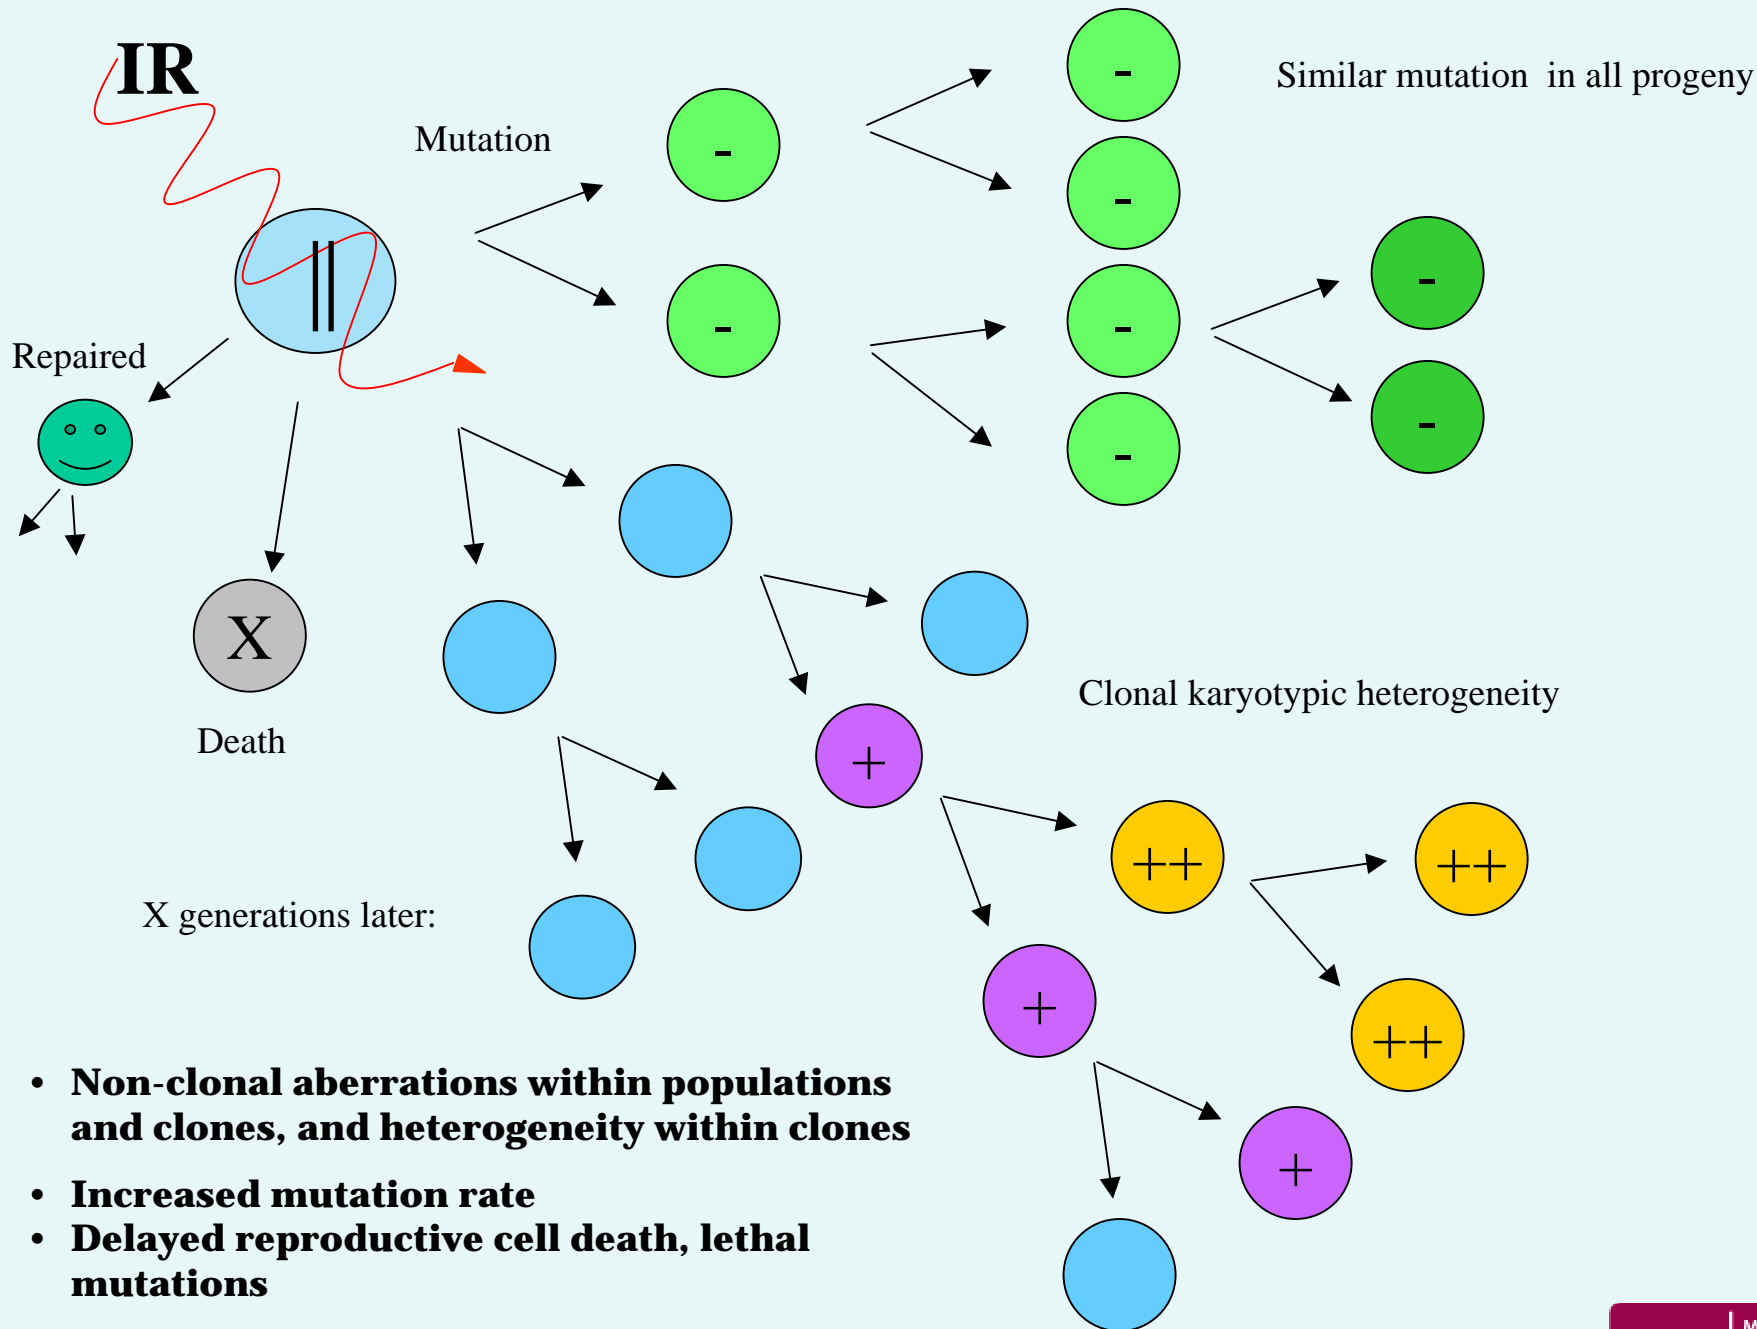 IR
Similar mutation in all progeny
Mutation
-
-
-
-
-
-
-
-
Repaired
X
Death
Clonal karyotypic heterogeneity
+
++
++
X generations later:
+
++
+
• Non-clonal aberrations within populations
and clones, and heterogeneity within clones
• Increased mutation rate
• Delayed reproductive cell death, lethal
mutations